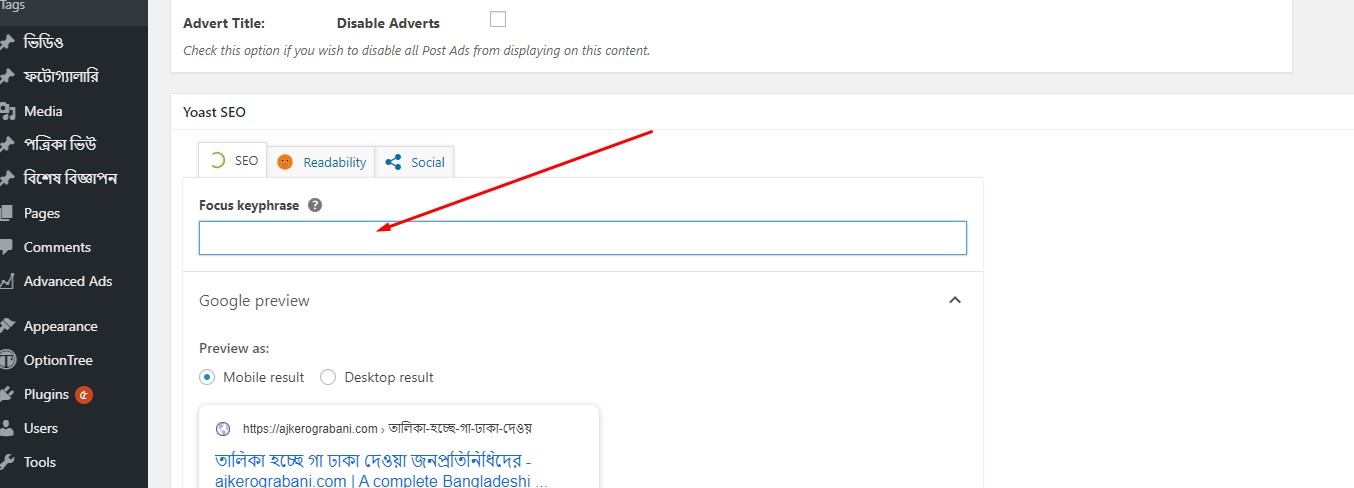 Tags
ভিডিও
ফটোগ্যালারি
Media
পত্রিকা ভিউ
বিশেষ বিজ্ঞাপন
Pages
Comments
Advanced Ads
Appearance
OptionTree
Plugins ৫
Users
Tools
Advert Title: Disable Adverts
Check this option if you wish to disable all Post Ads from displaying on this content.
Yoast SEO
SEO Readability Social
Focus keyphrase ?
Google preview
Preview as:
Mobile result Desktop result
https://ajkerograbani.com › তালিকা-হচ্ছে-গা-ঢাকা-দেওয়
তালিকা হচ্ছে গা ঢাকা দেওয়া জনপ্রতিনিধিদের -
ajkerograbani.com | A complete Bangladeshi ...